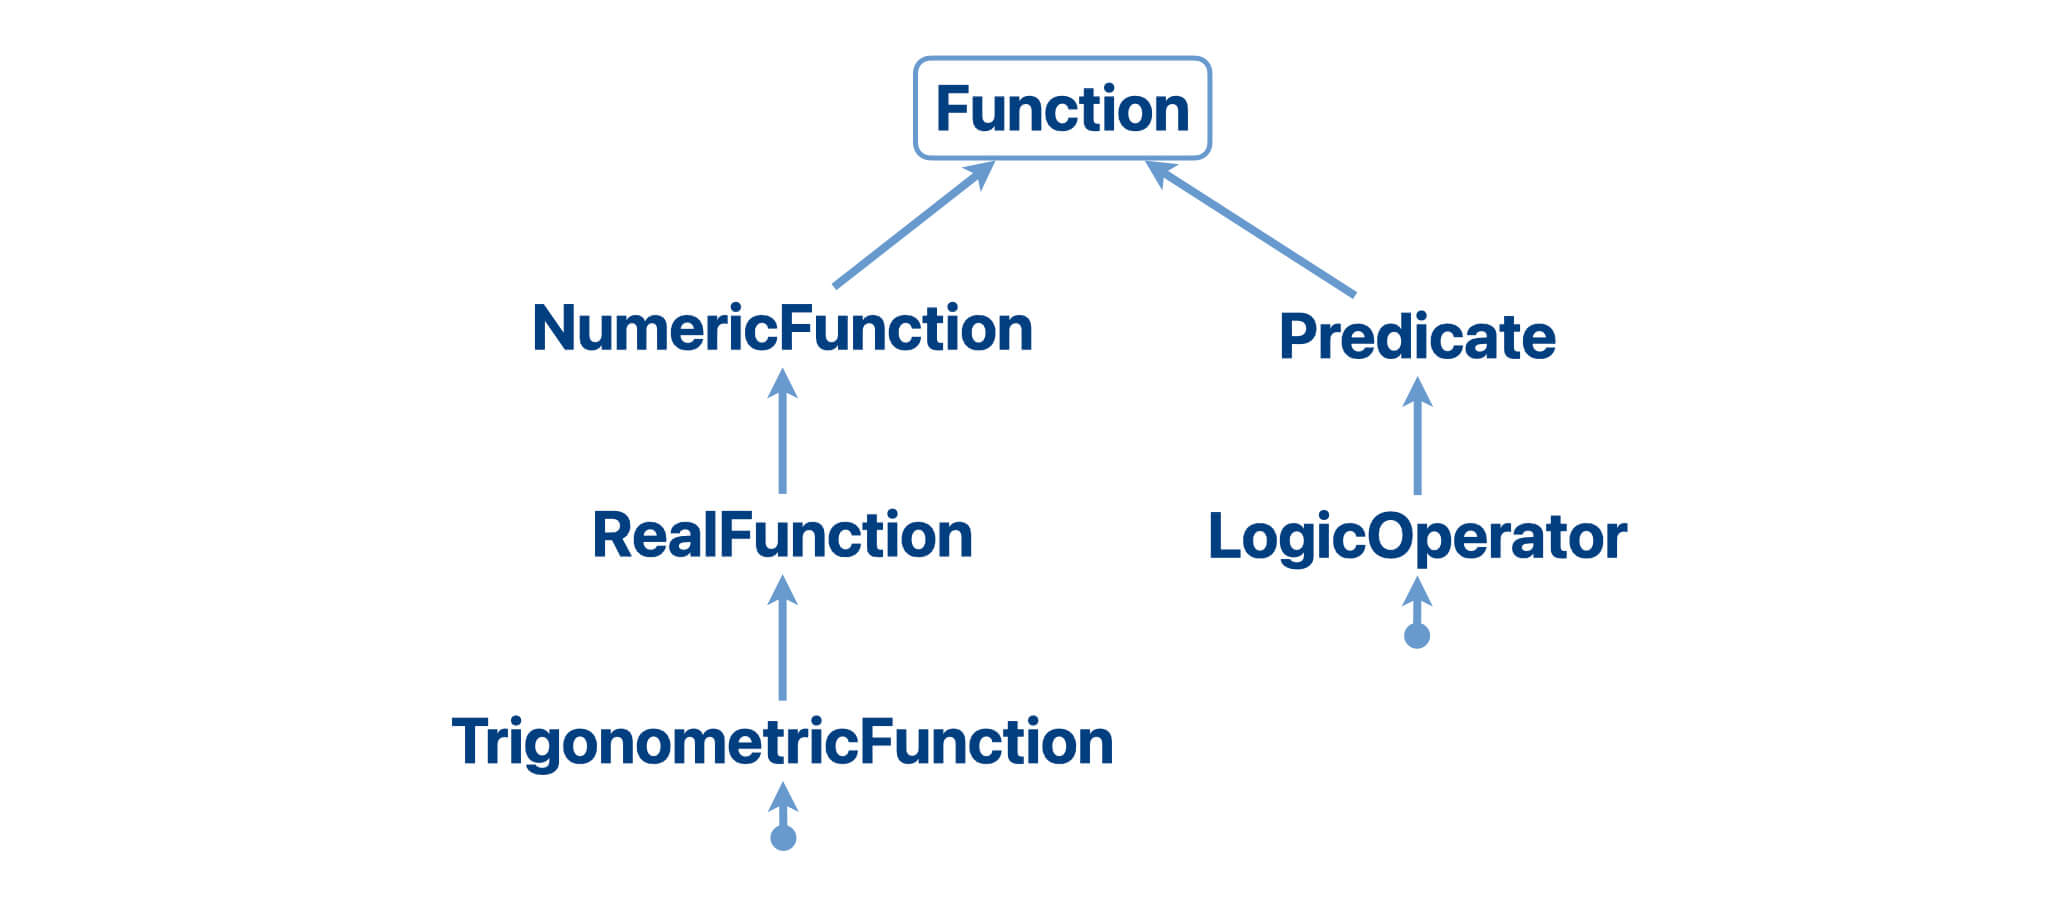 Function
NumericFunction
Predicate
RealFunction
LogicOperator
TrigonometricFunction